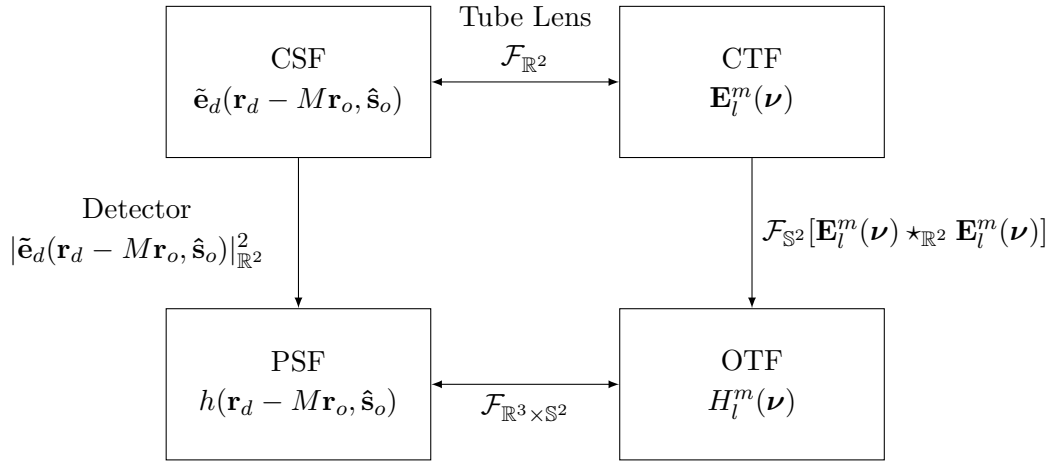 Tube Lens
$\mathcal{F}_{\mathbb{R}^2}$
CSF
$\tilde{\mathbf{e}}_d(\mathbf{r}_d - M\mathbf{r}_o, \hat{\mathbf{s}}_o)$
CTF
$\mathbf{E}_l^m(\boldsymbol{\nu})$
Detector
$|\tilde{\mathbf{e}}_d(\mathbf{r}_d - M\mathbf{r}_o, \hat{\mathbf{s}}_o)|^2_{\mathbb{R}^2}$
$\mathcal{F}_{\mathbb{S}^2}[\mathbf{E}_l^m(\boldsymbol{\nu}) \star_{\mathbb{R}^2} \mathbf{E}_l^m(\boldsymbol{\nu})]$
PSF
$h(\mathbf{r}_d - M\mathbf{r}_o, \hat{\mathbf{s}}_o)$
$\mathcal{F}_{\mathbb{R}^3 \times \mathbb{S}^2}$
OTF
$H_l^m(\boldsymbol{\nu})$